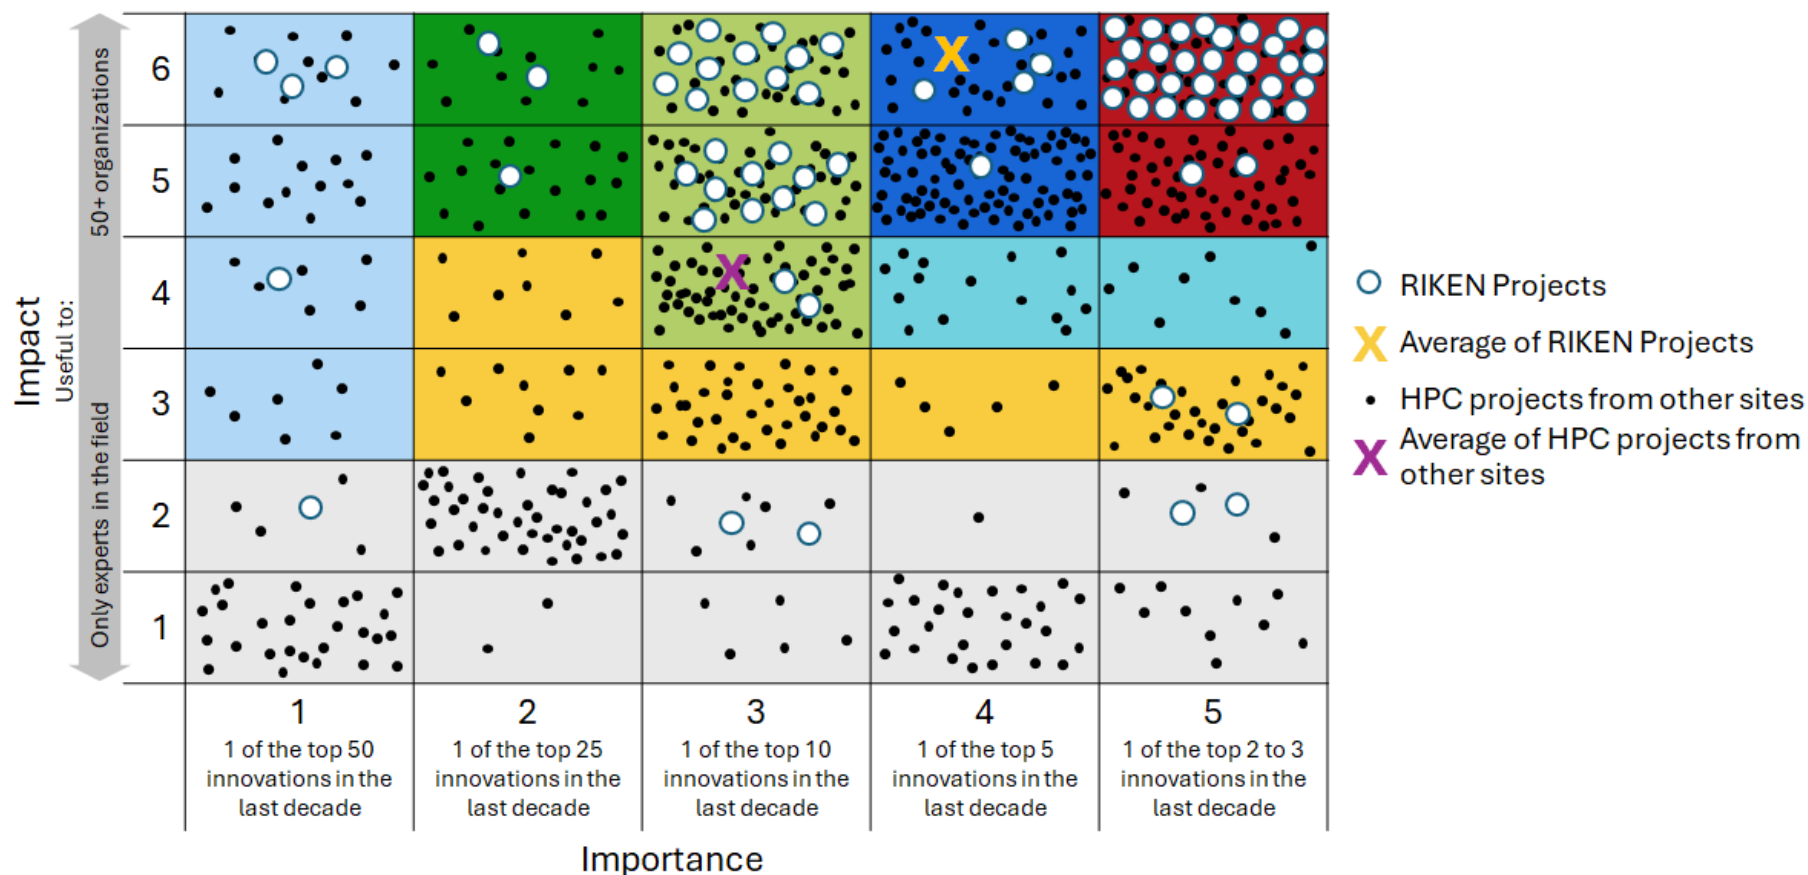 Impact
Useful to:
50+ organizations
Only experts in the field
6
5
4
3
2
1
1
1 of the top 50
innovations in the
last decade
2
1 of the top 25
innovations in the
last decade
3
1 of the top 10
innovations in the
last decade
4
1 of the top 5
innovations in the
last decade
5
1 of the top 2 to 3
innovations in the
last decade
Importance
RIKEN Projects
X Average of RIKEN Projects
HPC projects from other sites
X Average of HPC projects from
other sites
X
X